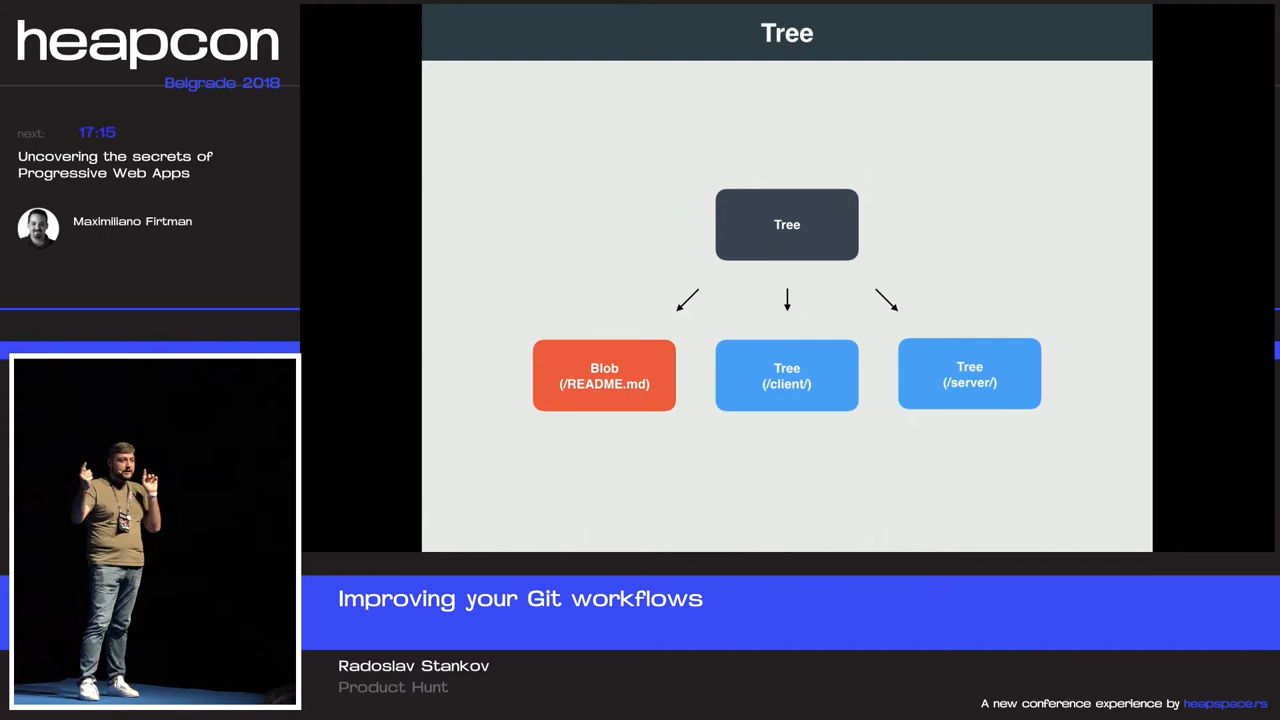 heapcon
Belgrade 2018
next: 17:15
Uncovering the secrets of
Progressive Web Apps
Maximiliano Firtman
Tree
Tree
Blob
(/README.md)
Tree
(/client/)
Tree
(/server/)
Improving your Git workflows
Radoslav Stankov
Product Hunt
A new conference experience by heapspace.rs